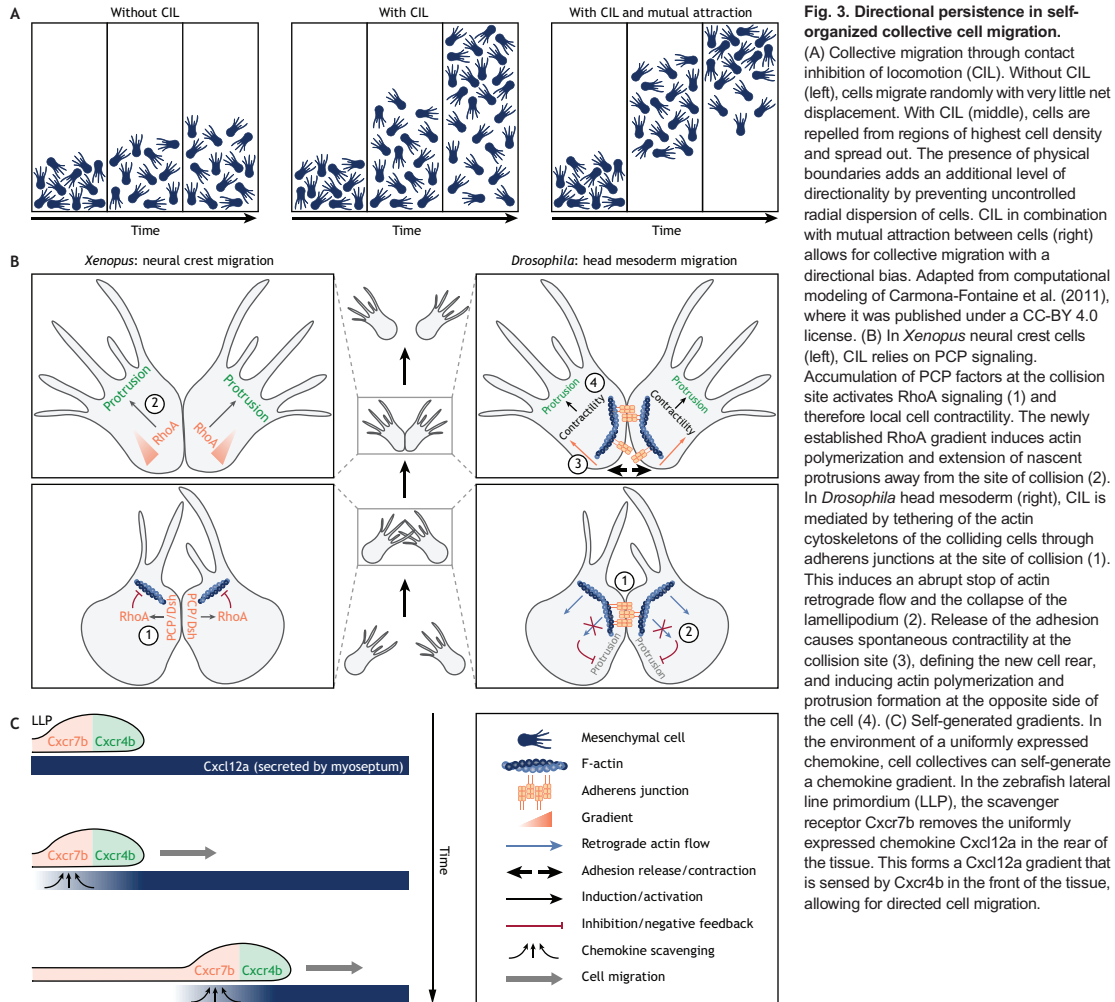 A
Without CIL
With CIL
With CIL and mutual attraction
Time
Time
Time
B
Xenopus: neural crest migration
Drosophila: head mesoderm migration
Protrusion
Protrusion
2
RhoA
RhoA
Protrusion
4
Protrusion
Contractility
Contractility
3
RhoA
1
PCP/Dsh
PCP/Dsh
RhoA
1
2
Protrusion
Protrusion
C
LLP
Cxcr7b Cxcr4b
Cxcl12a (secreted by myoseptum)
Cxcr7b Cxcr4b
Cxcr7b Cxcr4b
Time
Mesenchymal cell
F-actin
Adherens junction
Gradient
Retrograde actin flow
Adhesion release/contraction
Induction/activation
Inhibition/negative feedback
Chemokine scavenging
Cell migration
Fig. 3. Directional persistence in self-
organized collective cell migration.
(A) Collective migration through contact
inhibition of locomotion (CIL). Without CIL
(left), cells migrate randomly with very little net
displacement. With CIL (middle), cells are
repelled from regions of highest cell density
and spread out. The presence of physical
boundaries adds an additional level of
directionality by preventing uncontrolled
radial dispersion of cells. CIL in combination
with mutual attraction between cells (right)
allows for collective migration with a
directional bias. Adapted from computational
modeling of Carmona-Fontaine et al. (2011),
where it was published under a CC-BY 4.0
license. (B) In Xenopus neural crest cells
(left), CIL relies on PCP signaling.
Accumulation of PCP factors at the collision
site activates RhoA signaling (1) and
therefore local cell contractility. The newly
established RhoA gradient induces actin
polymerization and extension of nascent
protrusions away from the site of collision (2).
In Drosophila head mesoderm (right), CIL is
mediated by tethering of the actin
cytoskeletons of the colliding cells through
adherens junctions at the site of collision (1).
This induces an abrupt stop of actin
retrograde flow and the collapse of the
lamellipodium (2). Release of the adhesion
causes spontaneous contractility at the
collision site (3), defining the new cell rear,
and inducing actin polymerization and
protrusion formation at the opposite side of
the cell (4). (C) Self-generated gradients. In
the environment of a uniformly expressed
chemokine, cell collectives can self-generate
a chemokine gradient. In the zebrafish lateral
line primordium (LLP), the scavenger
receptor Cxcr7b removes the uniformly
expressed chemokine Cxcl12a in the rear of
the tissue. This forms a Cxcl12a gradient that
is sensed by Cxcr4b in the front of the tissue,
allowing for directed cell migration.